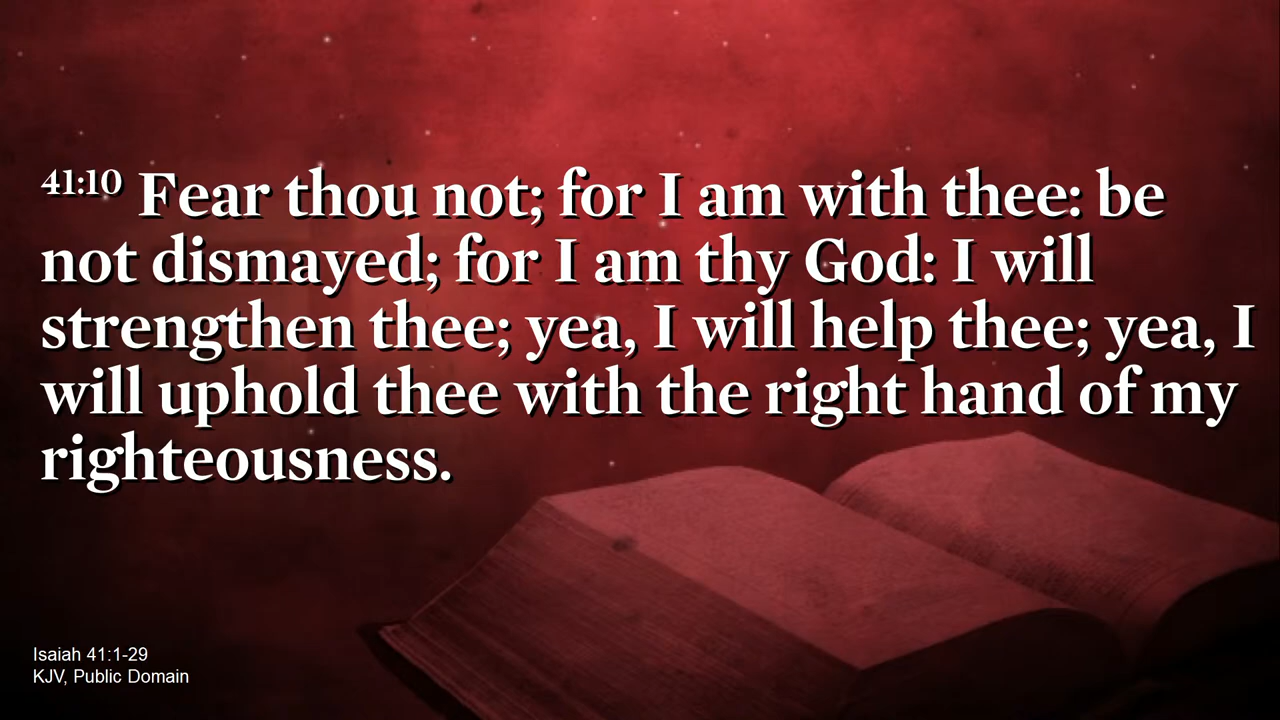 41:10 Fear thou not; for I am with thee: be
not dismayed; for I am thy God: I will
strengthen thee; yea, I will help thee; yea, I
will uphold thee with the right hand of my
righteousness.
Isaiah 41:1-29
KJV, Public Domain